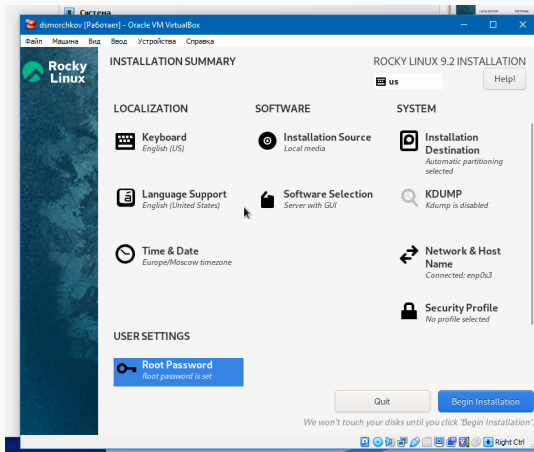 Система
dsmorchkov [Работает] - Oracle VM VirtualBox
Файл Машина Вид Ввод Устройства Справка
Rocky
Linux
INSTALLATION SUMMARY
ROCKY LINUX 9.2 INSTALLATION
us
Help!
LOCALIZATION
SOFTWARE
SYSTEM
Keyboard
English (US)
Installation Source
Local media
Installation
Destination
Automatic partitioning
selected
Language Support
English (United States)
Software Selection
Server with GUI
KDUMP
Kdump is disabled
Time & Date
Europe/Moscow timezone
Network & Host
Name
Connected: enp0s3
Security Profile
No profile selected
USER SETTINGS
Root Password
Root password is set
Quit
Begin Installation
We won't touch your disks until you click 'Begin Installation'.
Right Ctrl